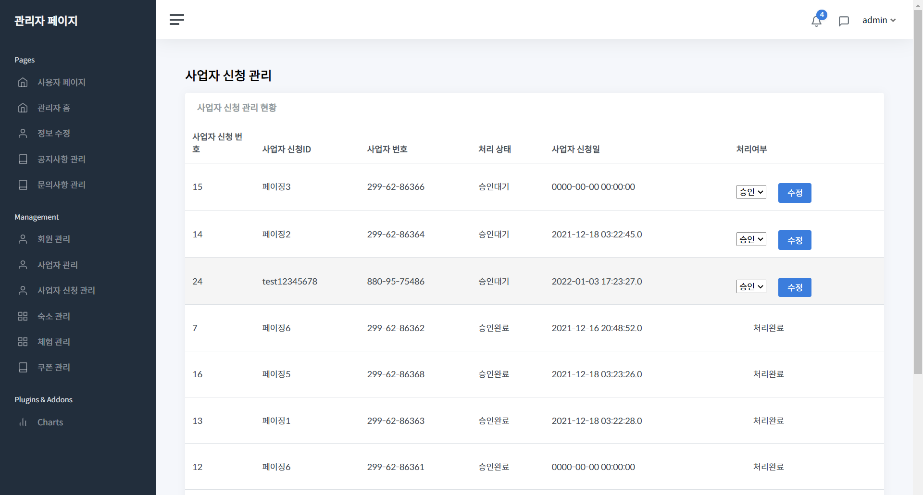 관리자 페이지
Pages
사용자 페이지
관리자 홈
정보 수정
공지사항 관리
문의사항 관리
Management
회원 관리
사업자 관리
사업자 신청 관리
숙소 관리
체험 관리
쿠폰 관리
Plugins & Addons
Charts
4
admin
사업자 신청 관리
사업자 신청 관리 현황
사업자 신청 번호 사업자 신청ID 사업자 번호 처리 상태 사업자 신청일 처리여부
15 페이징3 299-62-86366 승인대기 0000-00-00 00:00:00 승인 수정
14 페이징2 299-62-86364 승인대기 2021-12-18 03:22:45.0 승인 수정
24 test12345678 880-95-75486 승인대기 2022-01-03 17:23:27.0 승인 수정
7 페이징6 299-62-86362 승인완료 2021-12-16 20:48:52.0 처리완료
16 페이징5 299-62-86368 승인완료 2021-12-18 03:23:26.0 처리완료
13 페이징1 299-62-86363 승인완료 2021-12-18 03:22:28.0 처리완료
12 페이징6 299-62-86361 승인완료 0000-00-00 00:00:00 처리완료